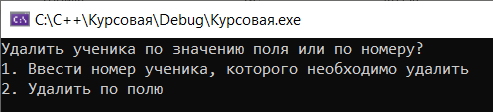 C:\C++\Курсовая\Debug\Курсовая.exe
Удалить ученика по значению поля или по номеру?
1. Ввести номер ученика, которого необходимо удалить
2. Удалить по полю